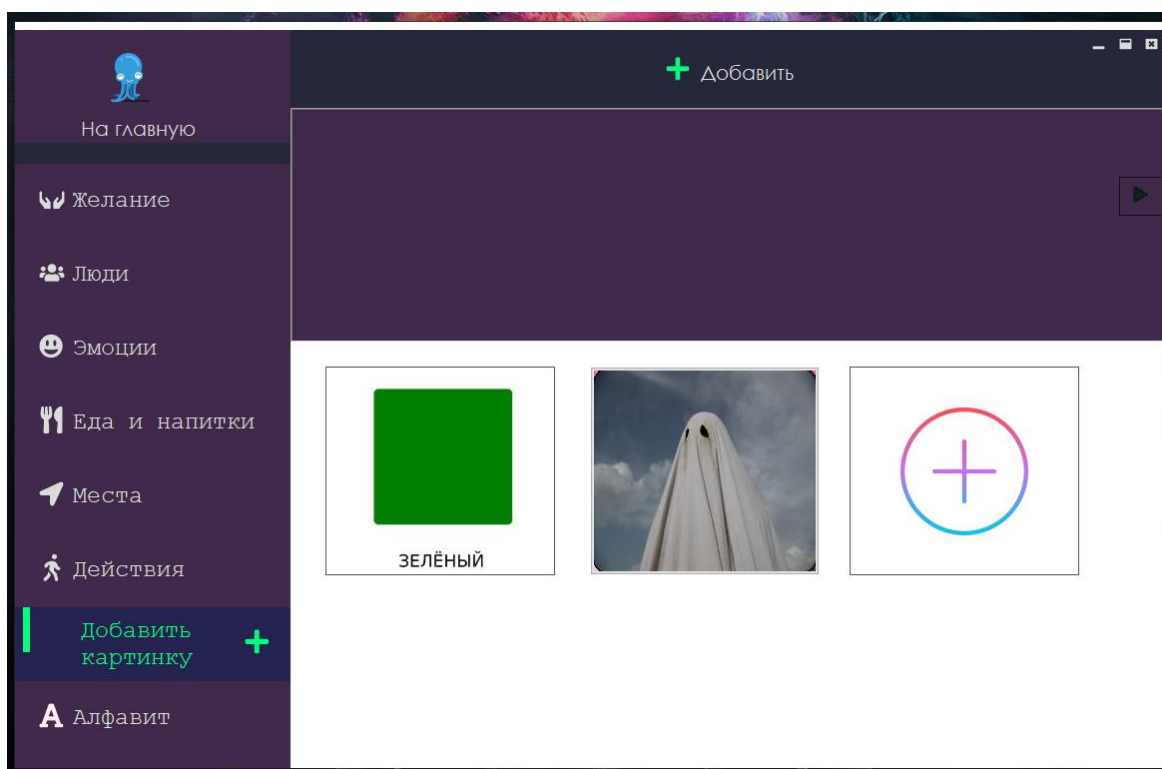 Добавить
На главную
Желание
Люди
Эмоции
Еда и напитки
Места
Действия
Добавить
картинку
Алфавит
ЗЕЛЁНЫЙ